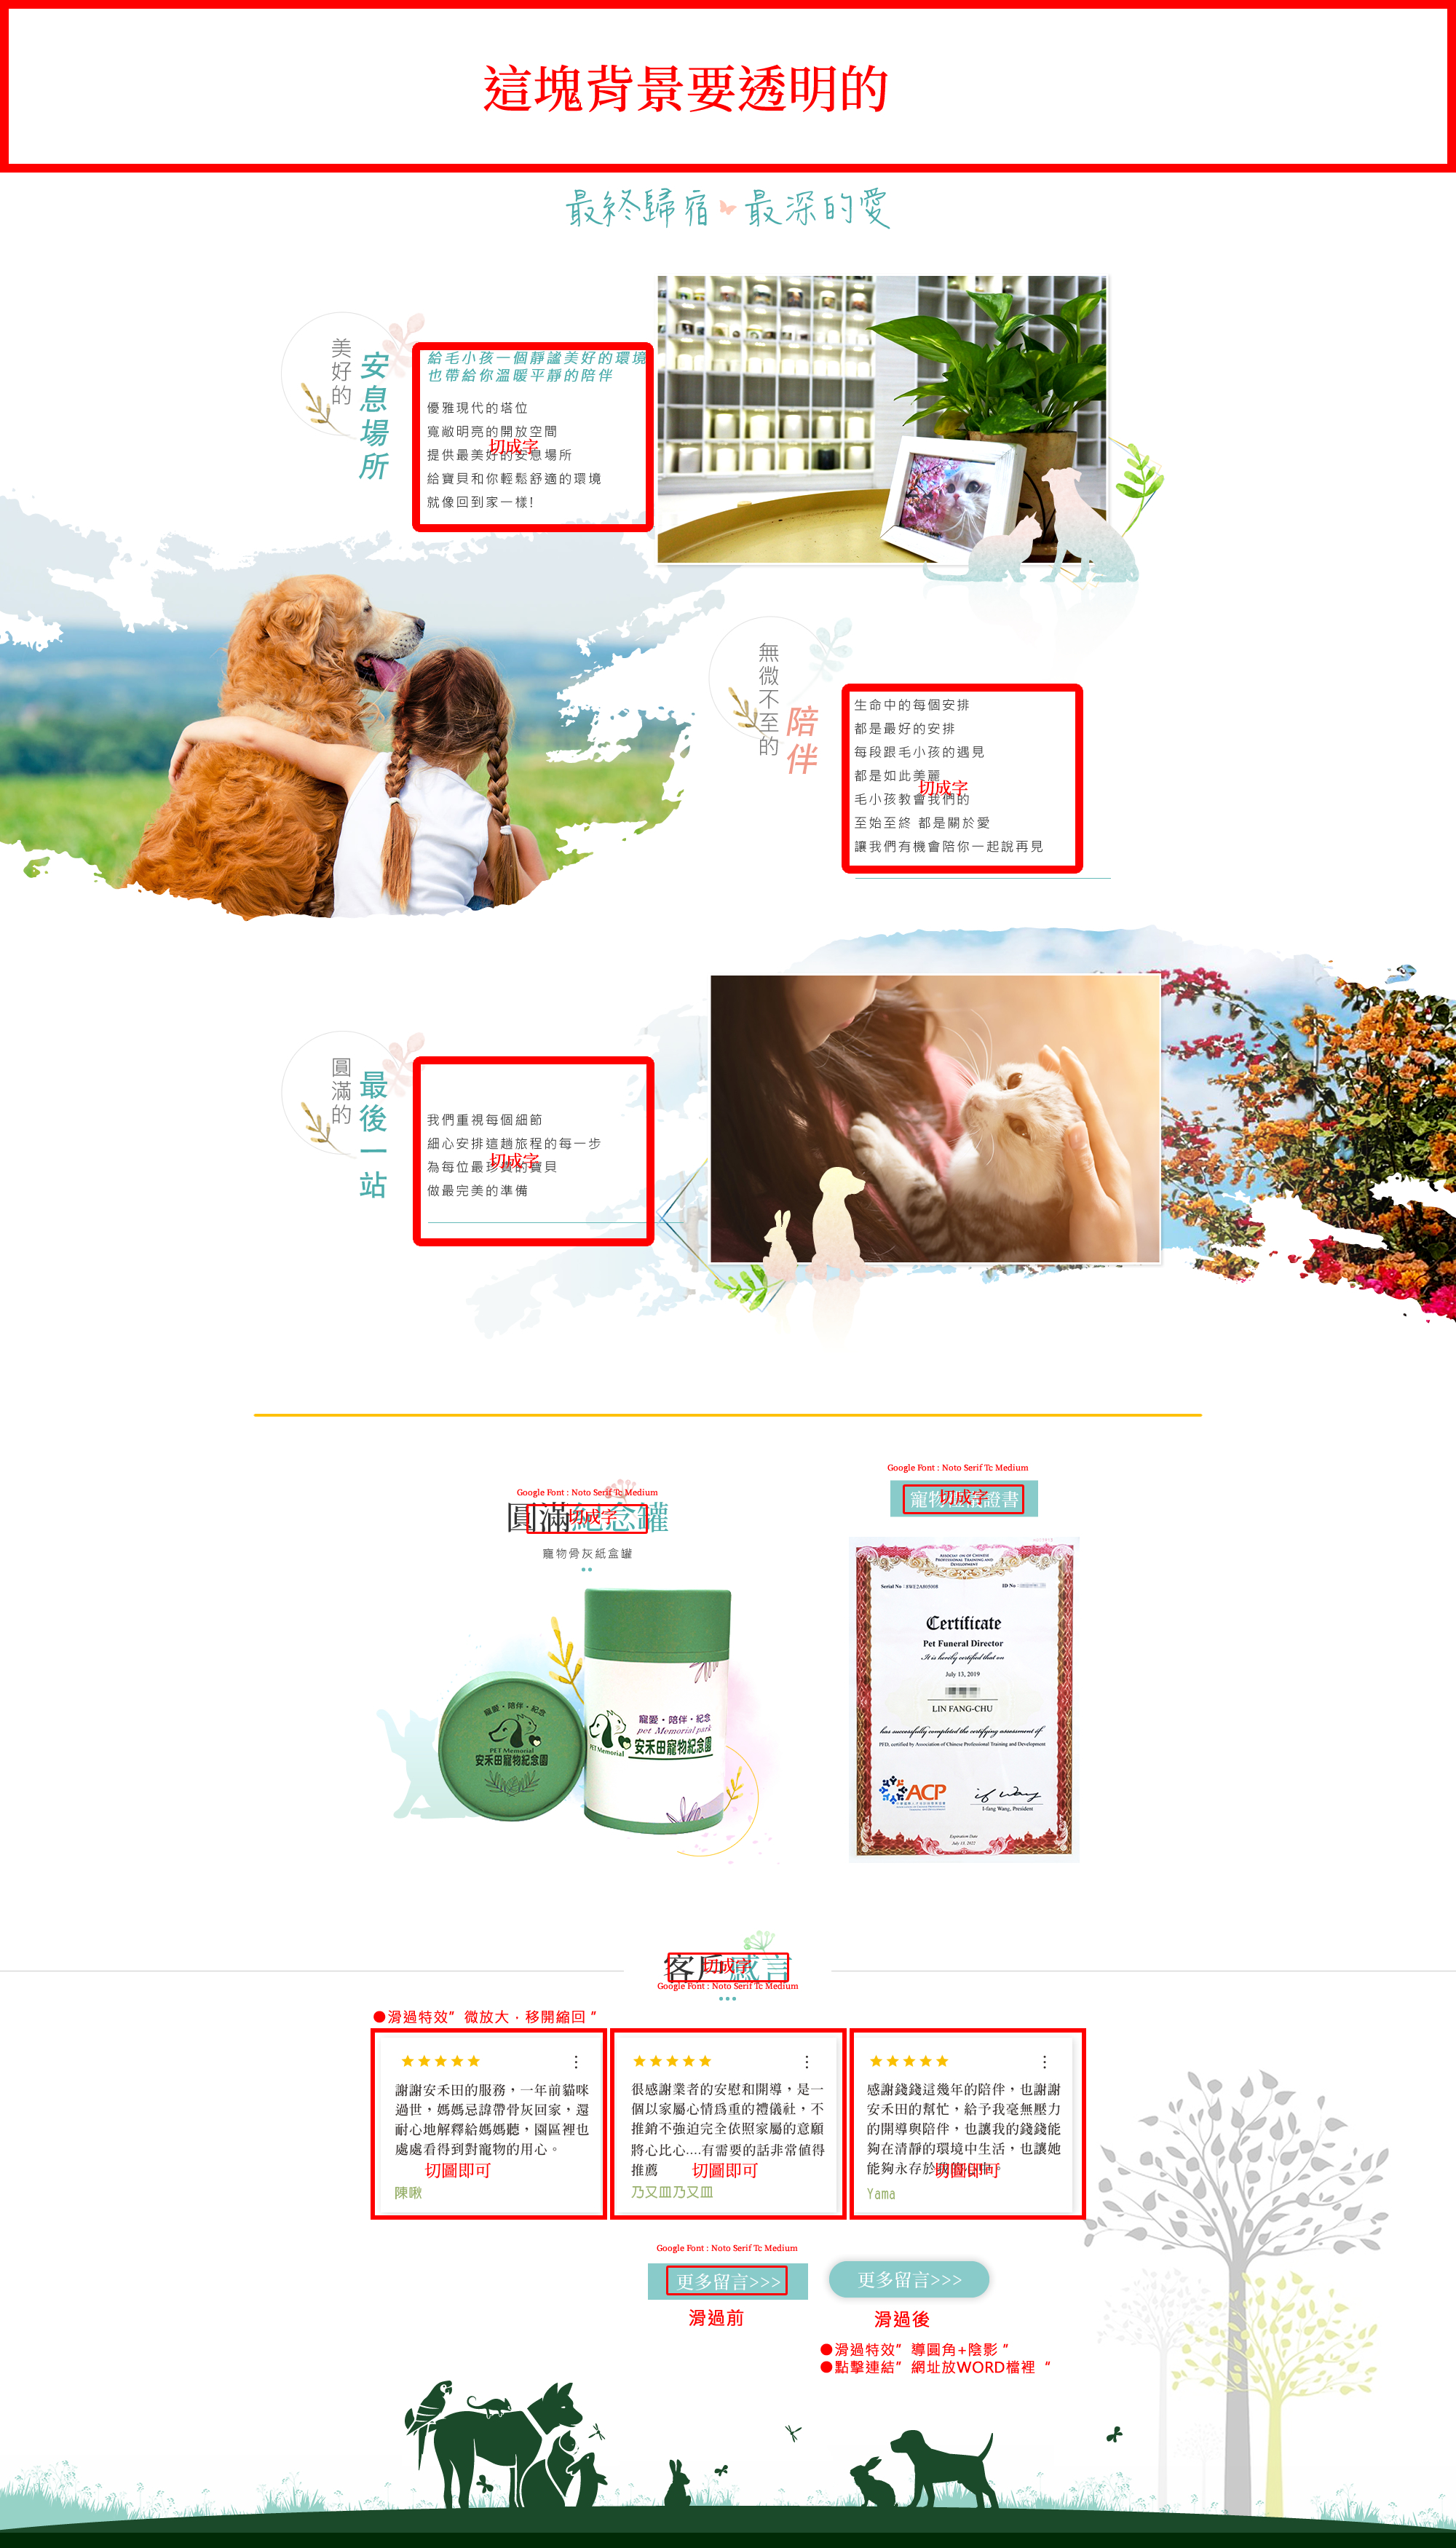 這塊背景要透明的
最終歸宿 最深的愛
美好的
安息場所
給毛小孩一個靜謐美好的環境
也帶給你溫暖平靜的陪伴
優雅現代的塔位
寬敞明亮的開放空間
切成字
提供最美好的安息場所
給寶貝和你輕鬆舒適的環境
就像回到家一樣!
無微不至的
陪伴
生命中的每個安排
都是最好的安排
每段跟毛小孩的遇見
都是如此美麗
切成字
毛小孩教會我們的
至始至終 都是關於愛
讓我們有機會陪你一起說再見
圓滿的
最後一站
我們重視每個細節
細心安排這趟旅程的每一步
切成字
為每位最珍貴的寶貝
做最完美的準備
Google Font : Noto Serif Tc Medium
圓滿紀念罐
切成字
寵物骨灰紙盒罐
寵愛・陪伴・紀念
PET Memorial
安禾田寵物紀念園
寵愛・陪伴・紀念
pet Memorial park
PET Memorial
安禾田寵物紀念園
Google Font : Noto Serif Tc Medium
切成字
寵物 證書
PROFESSIONAL TRAINING AND
DEVELOPMENT
Serial No : 8WE2A805008
ID No :
Certificate
Pet Funeral Director
It is hereby certified that on
July 13, 2019
LIN FANG-CHU
has successfully completed the certifying assessment of
PFD, certified by Association of Chinese Professional Training and Development
ACP
I-fang Wang, President
Expiration Date
July 13, 2022
客戶感言
切成字
Google Font : Noto Serif Tc Medium
●滑過特效”微放大．移開縮回 ”
謝謝安禾田的服務，一年前貓咪
過世，媽媽忌諱帶骨灰回家，還
耐心地解釋給媽媽聽，園區裡也
處處看得到對寵物的用心。
切圖即可
陳瞅
很感謝業者的安慰和開導，是一
個以家屬心情爲重的禮儀社，不
推銷不強迫完全依照家屬的意願
將心比心....有需要的話非常値得
推薦
切圖即可
乃又皿乃又皿
感謝錢錢這幾年的陪伴，也謝謝
安禾田的幫忙，給予我毫無壓力
的開導與陪伴，也讓我的錢錢能
夠在清靜的環境中生活，也讓她
能夠永存於我的心中。
切圖即可
Yama
Google Font : Noto Serif Tc Medium
更多留言>>>
更多留言>>>
滑過前
滑過後
●滑過特效”導圓角+陰影 ”
●點擊連結”網址放WORD檔裡 “